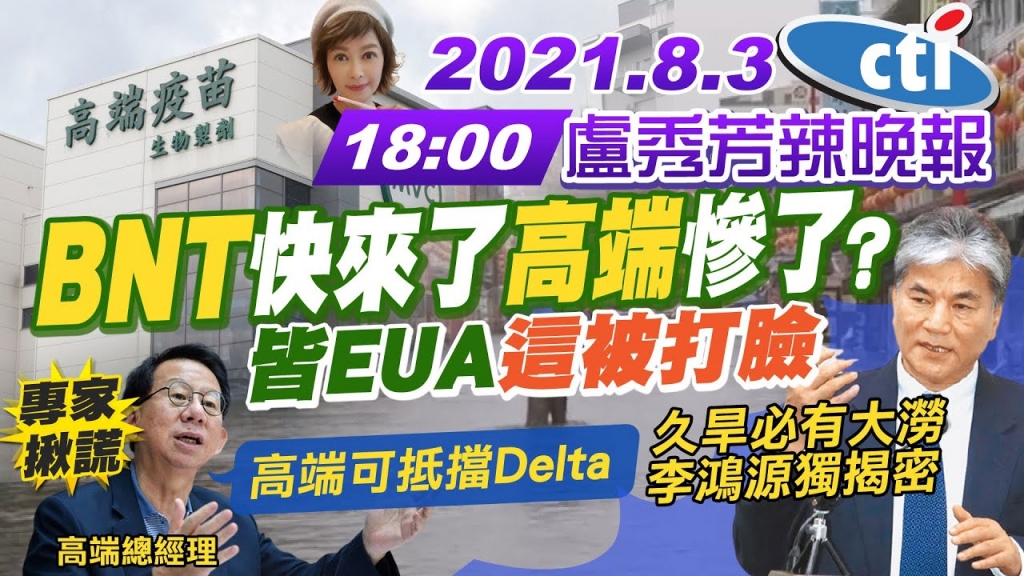 2021.8.3
cti
18:00 盧秀芳辣晚報
高端疫苗
生物製劑
BNT快來了高端慘了?
皆EUA這被打臉
專家
揪謊
高端可抵擋Delta
久旱必有大澇
李鴻源獨揭密
高端總經理